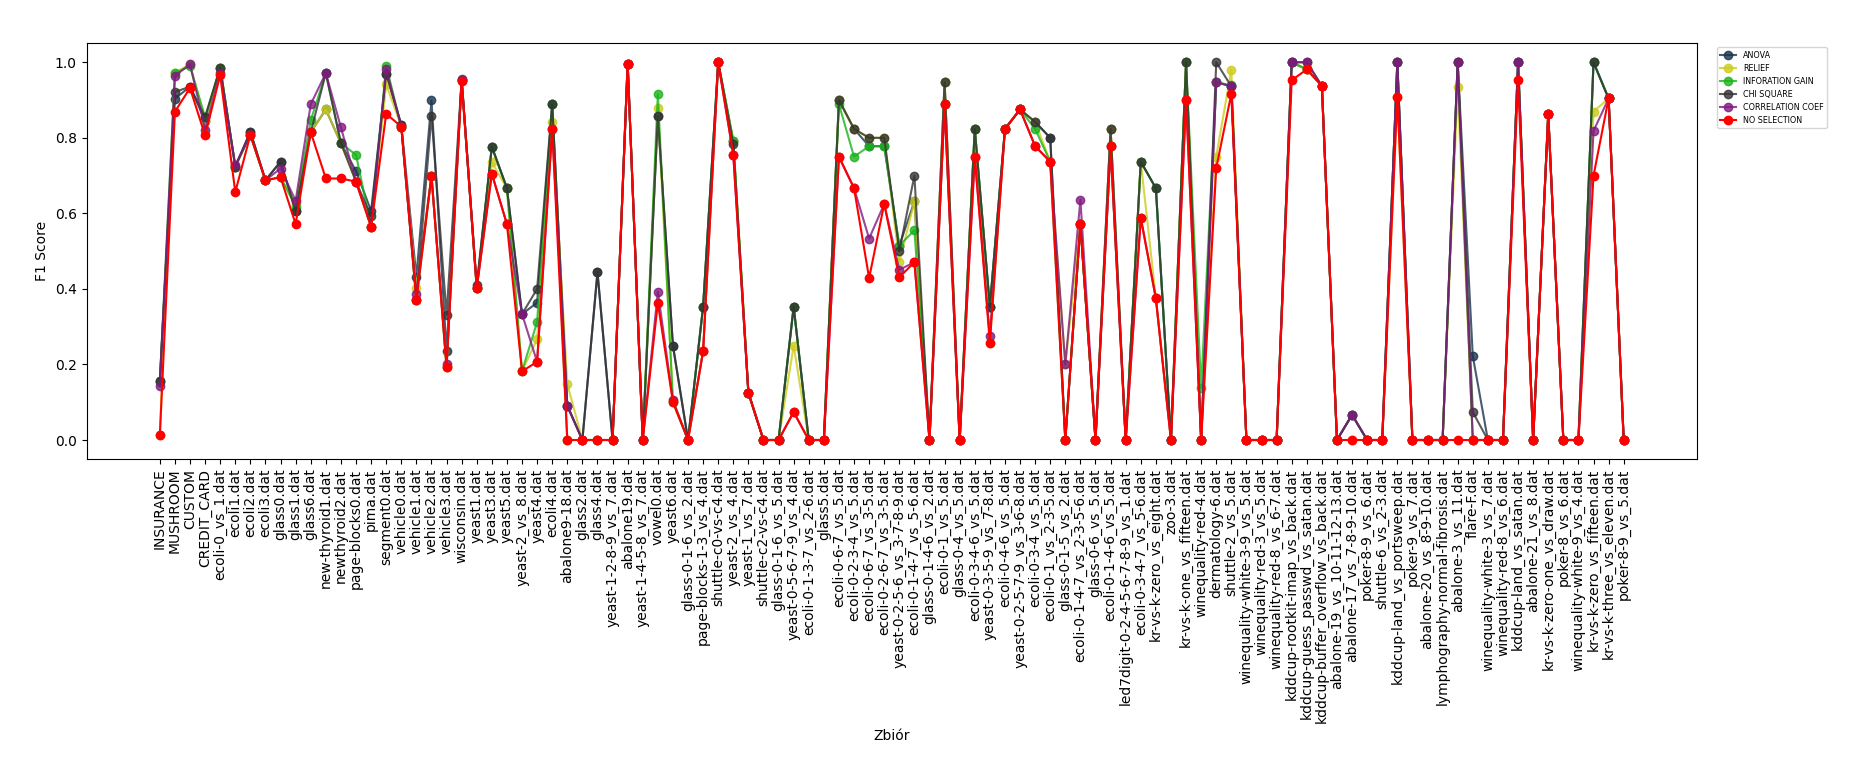 1.0
0.8
0.6
0.4
0.2
0.0
F1 Score
ANOVA
RELIEF
INFORATION GAIN
CHI SQUARE
CORRELATION COEF
NO SELECTION
INSURANCE
MUSHROOM
CUSTOM
CREDIT_CARD
ecoli-0_vs_1.dat
ecoli1.dat
ecoli2.dat
ecoli3.dat
glass0.dat
glass1.dat
glass6.dat
new-thyroid1.dat
newthyroid2.dat
page-blocks0.dat
pima.dat
segment0.dat
vehicle0.dat
vehicle1.dat
vehicle2.dat
vehicle3.dat
wisconsin.dat
yeast1.dat
yeast3.dat
yeast5.dat
yeast-2_vs_8.dat
yeast4.dat
ecoli4.dat
abalone9-18.dat
glass2.dat
glass4.dat
yeast-1-2-8-9_vs_7.dat
abalone19.dat
yeast-1-4-5-8_vs_7.dat
vowel0.dat
yeast6.dat
glass-0-1-6_vs_2.dat
page-blocks-1-3_vs_4.dat
shuttle-c0-vs-c4.dat
yeast-2_vs_4.dat
yeast-1_vs_7.dat
shuttle-c2-vs-c4.dat
glass-0-1-6_vs_5.dat
yeast-0-5-6-7-9_vs_4.dat
ecoli-0-1-3-7_vs_2-6.dat
glass5.dat
ecoli-0-6-7_vs_5.dat
ecoli-0-2-3-4_vs_5.dat
ecoli-0-6-7_vs_3-5.dat
ecoli-0-2-6-7_vs_3-5.dat
yeast-0-2-5-6_vs_3-7-8-9.dat
ecoli-0-1-4-7_vs_5-6.dat
glass-0-1-4-6_vs_2.dat
ecoli-0-1_vs_5.dat
glass-0-4_vs_5.dat
ecoli-0-3-4-6_vs_5.dat
yeast-0-3-5-9_vs_7-8.dat
ecoli-0-4-6_vs_5.dat
yeast-0-2-5-7-9_vs_3-6-8.dat
ecoli-0-3-4_vs_5.dat
ecoli-0-1_vs_2-3-5.dat
glass-0-1-5_vs_2.dat
ecoli-0-1-4-7_vs_2-3-5-6.dat
glass-0-6_vs_5.dat
ecoli-0-1-4-6_vs_5.dat
led7digit-0-2-4-5-6-7-8-9_vs_1.dat
ecoli-0-3-4-7_vs_5-6.dat
kr-vs-k-zero_vs_eight.dat
zoo-3.dat
kr-vs-k-one_vs_fifteen.dat
winequality-red-4.dat
dermatology-6.dat
shuttle-2_vs_5.dat
winequality-white-3-9_vs_5.dat
winequality-red-3_vs_5.dat
winequality-red-8_vs_6-7.dat
kddcup-rootkit-imap_vs_back.dat
kddcup-guess_passwd_vs_satan.dat
kddcup-buffer_overflow_vs_back.dat
abalone-19_vs_10-11-12-13.dat
abalone-17_vs_7-8-9-10.dat
poker-8-9_vs_6.dat
shuttle-6_vs_2-3.dat
kddcup-land_vs_portsweep.dat
poker-9_vs_7.dat
abalone-20_vs_8-9-10.dat
lymphography-normal-fibrosis.dat
abalone-3_vs_11.dat
flare-F.dat
winequality-white-3_vs_7.dat
winequality-red-8_vs_6.dat
kddcup-land_vs_satan.dat
abalone-21_vs_8.dat
kr-vs-k-zero-one_vs_draw.dat
poker-8_vs_6.dat
winequality-white-9_vs_4.dat
kr-vs-k-zero_vs_fifteen.dat
kr-vs-k-three_vs_eleven.dat
poker-8-9_vs_5.dat
Zbiór